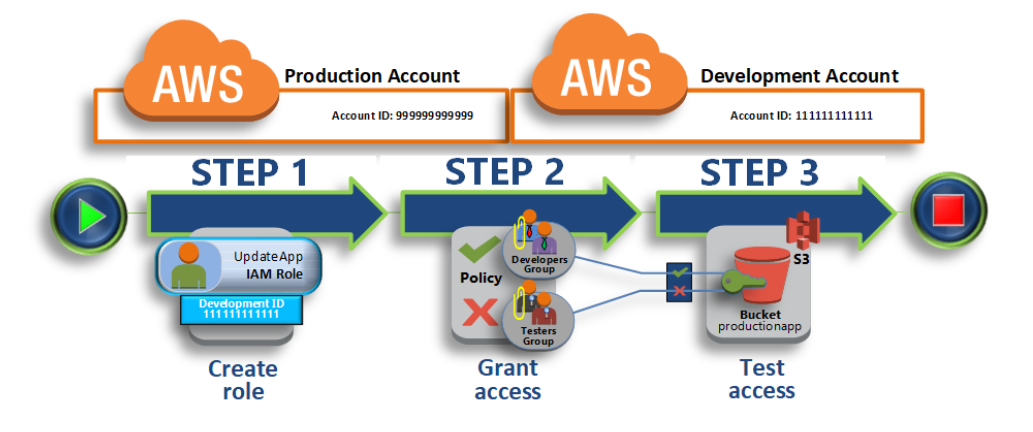 AWS
Production Account
Account ID: 999999999999
AWS
Development Account
Account ID: 111111111111
STEP 1
STEP 2
STEP 3
UpdateApp
IAM Role
Development ID
111111111111
Policy
Developers
Group
Testers
Group
S3
Bucket
productionapp
Create
role
Grant
access
Test
access